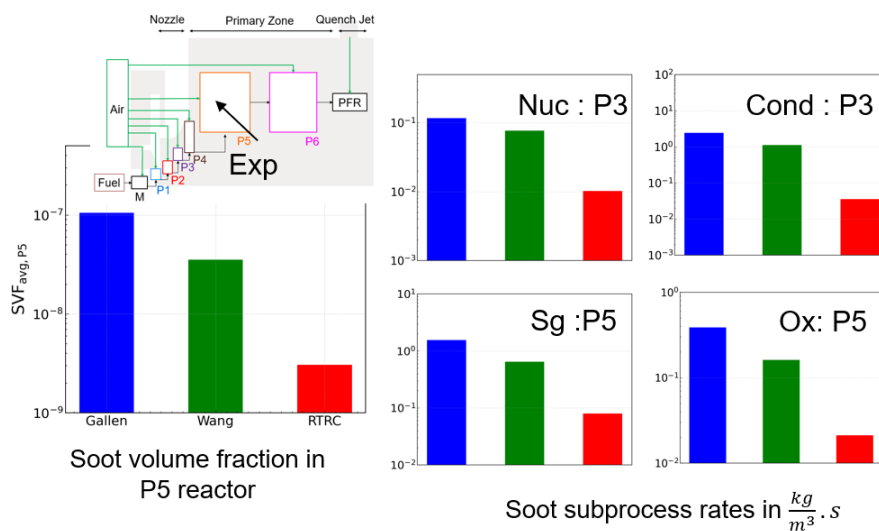 Nozzle Primary Zone Quench Jet
Air
PFR
P5
P6
P4
P3
Exp
Fuel
P2
M
P1
10⁻⁷
10⁻⁸
10⁻⁹
SVF_avg, P5
Gallen Wang RTRC
Soot volume fraction in
P5 reactor
Nuc : P3
10⁻¹
10⁻²
10⁻³
Cond : P3
10²
10¹
10⁰
10⁻¹
10⁻²
10⁻³
Sg :P5
10¹
10⁰
10⁻¹
10⁻²
Ox: P5
10⁰
10⁻¹
10⁻²
Soot subprocess rates in kg/m³ . s